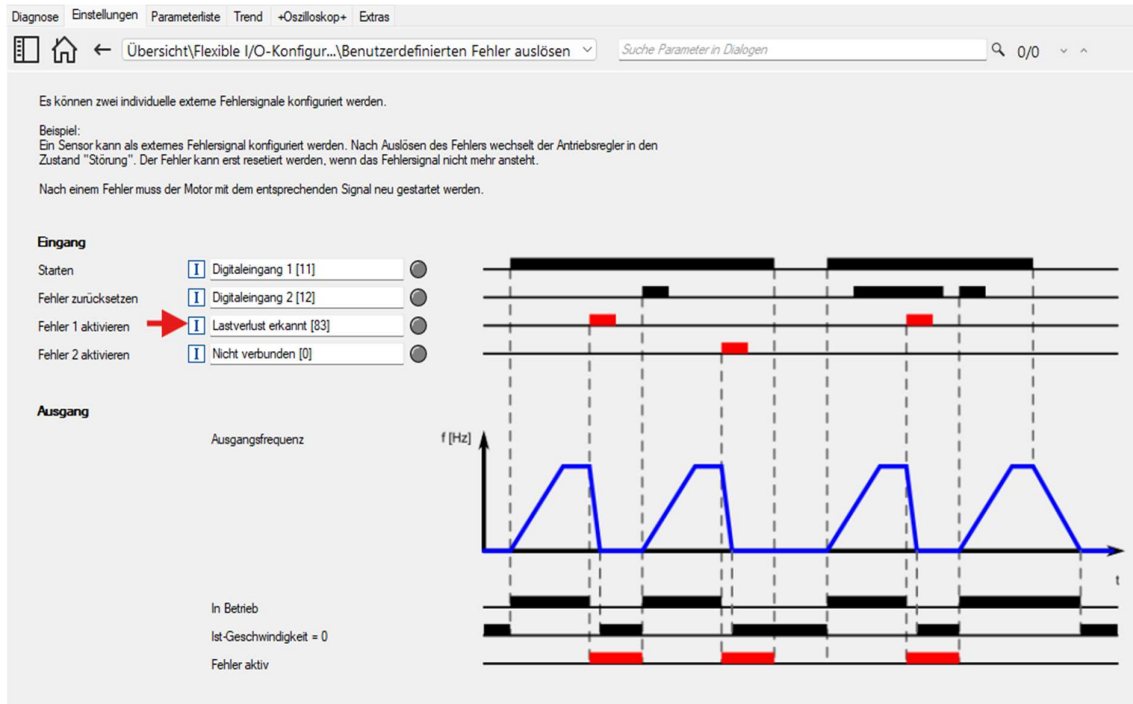 Diagnose Einstellungen Parameterliste Trend +Oszilloskop+ Extras
Übersicht\Flexible I/O-Konfigur...\Benutzerdefinierten Fehler auslösen Suche Parameter in Dialogen 0/0
Es können zwei individuelle externe Fehlersignale konfiguriert werden.
Beispiel:
Ein Sensor kann als externes Fehlersignal konfiguriert werden. Nach Auslösen des Fehlers wechselt der Antriebsregler in den
Zustand "Störung". Der Fehler kann erst resetiert werden, wenn das Fehlersignal nicht mehr ansteht.
Nach einem Fehler muss der Motor mit dem entsprechenden Signal neu gestartet werden.
Eingang
Starten I Digitaleingang 1 [11]
Fehler zurücksetzen I Digitaleingang 2 [12]
Fehler 1 aktivieren I Lastverlust erkannt [83]
Fehler 2 aktivieren I Nicht verbunden [0]
Ausgang
Ausgangsfrequenz f [Hz]
t
In Betrieb
Ist-Geschwindigkeit = 0
Fehler aktiv